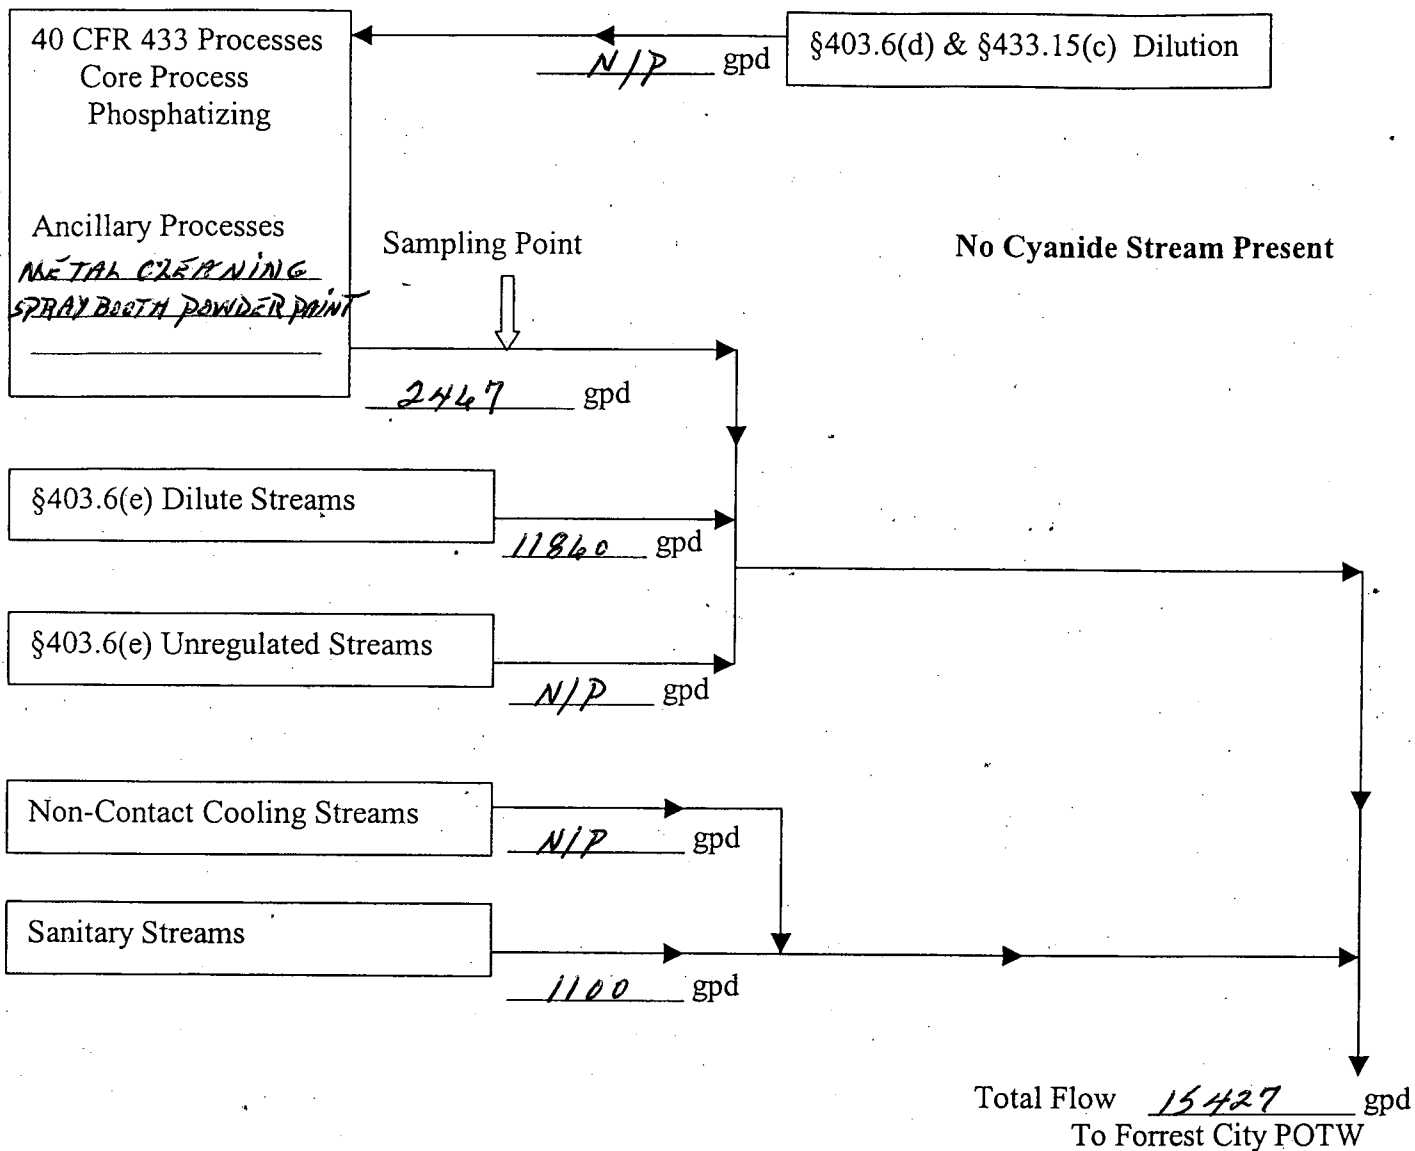 40 CFR 433 Processes
Core Process
Phosphatizing
N/P gpd
§403.6(d) & §433.15(c) Dilution
Ancillary Processes
METAL CLEANING
SPRAY BOOTH POWDER PAINT
Sampling Point
No Cyanide Stream Present
2467 gpd
§403.6(e) Dilute Streams
11860 gpd
§403.6(e) Unregulated Streams
N/P gpd
Non-Contact Cooling Streams
N/P gpd
Sanitary Streams
1100 gpd
Total Flow 15427 gpd
To Forrest City POTW